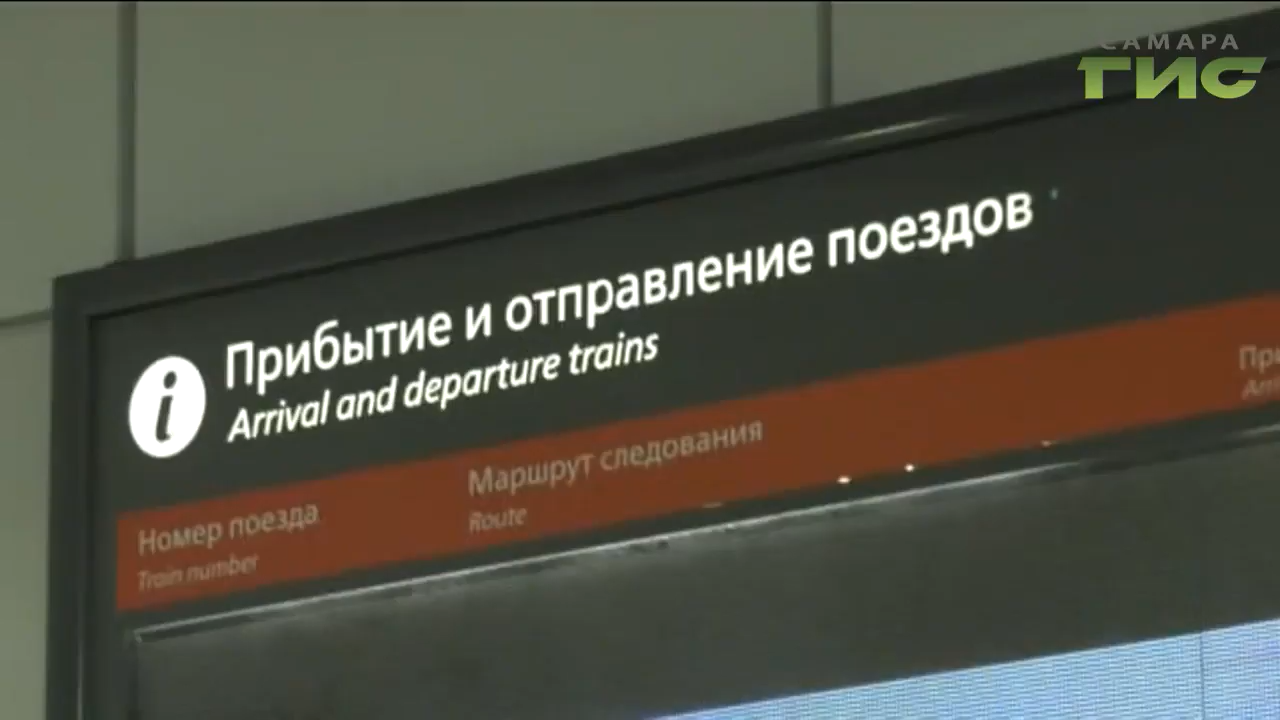 САМАРА
ГИС
Прибытие и отправление поездов
Arrival and departure trains
Номер поезда
Train number
Маршрут следования
Route